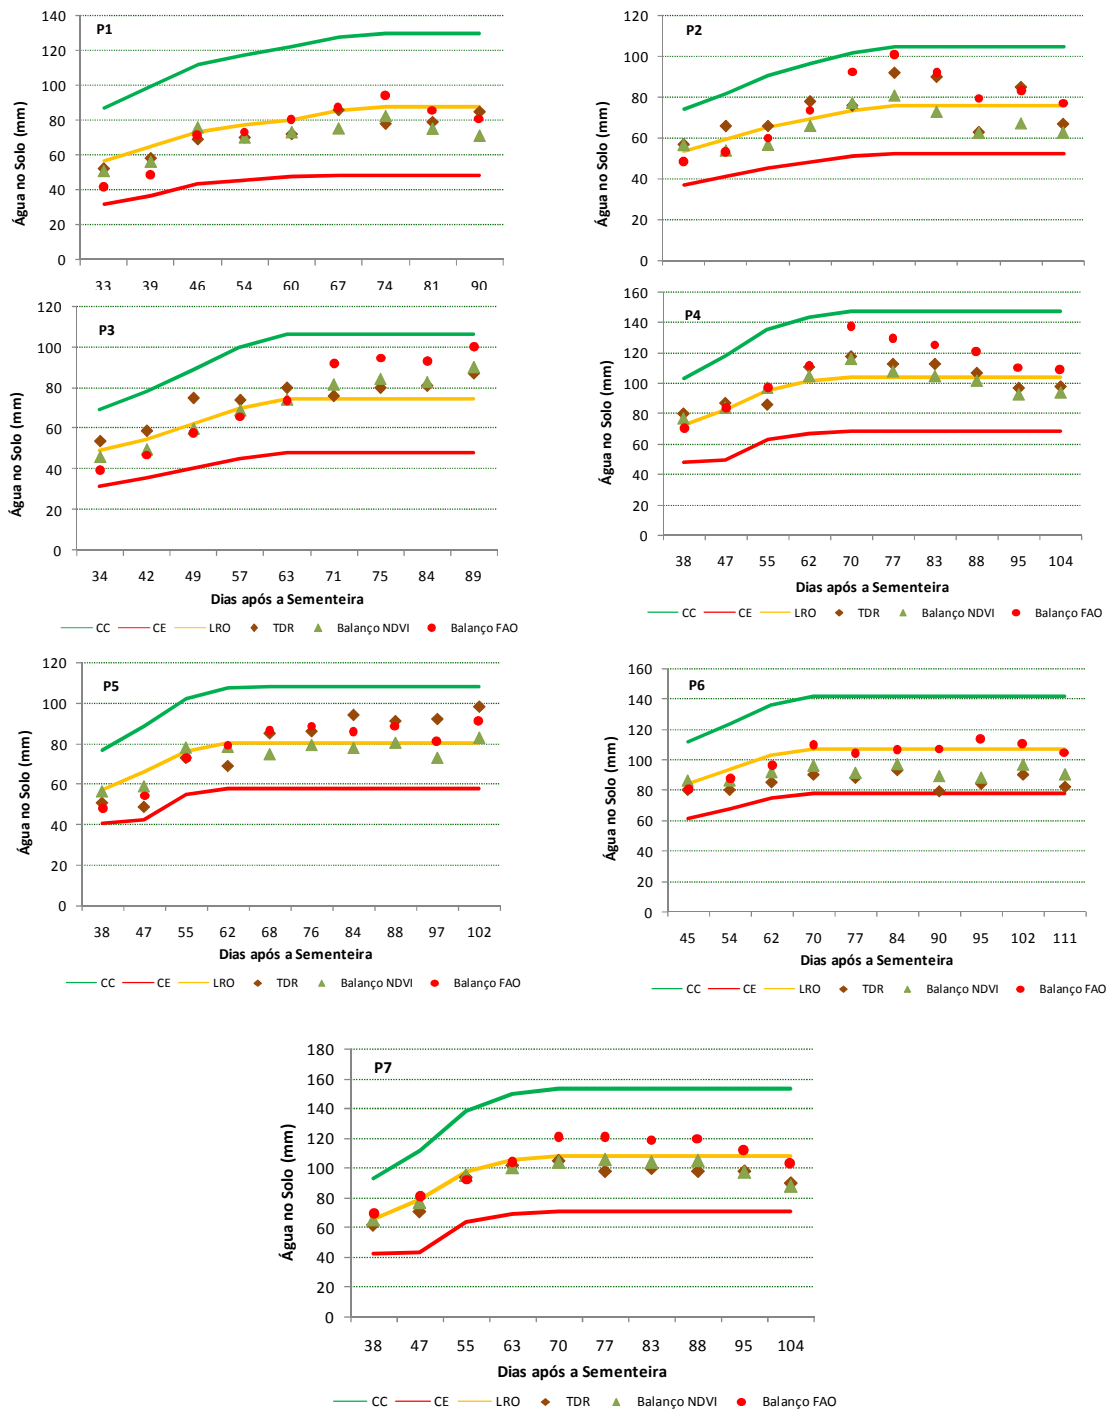 P1
Água no Solo (mm)
140
120
100
80
60
40
20
0
33 39 46 54 60 67 74 81 90
P2
Água no Solo (mm)
120
100
80
60
40
20
0
P3
Água no Solo (mm)
120
100
80
60
40
20
0
34 42 49 57 63 71 75 84 89
Dias após a Sementeira
CC CE LRO TDR Balanço NDVI Balanço FAO
P4
Água no Solo (mm)
160
140
120
100
80
60
40
20
0
38 47 55 62 70 77 83 88 95 104
Dias após a Sementeira
CC CE LRO TDR Balanço NDVI Balanço FAO
P5
Água no Solo (mm)
120
100
80
60
40
20
0
38 47 55 62 68 76 84 88 97 102
Dias após a Sementeira
CC CE LRO TDR Balanço NDVI Balanço FAO
P6
Água no Solo (mm)
160
140
120
100
80
60
40
20
0
45 54 62 70 77 84 90 95 102 111
Dias após a Sementeira
CC CE LRO TDR Balanço NDVI Balanço FAO
P7
Água no Solo (mm)
180
160
140
120
100
80
60
40
20
0
38 47 55 63 70 77 83 88 95 104
Dias após a Sementeira
CC CE LRO TDR Balanço NDVI Balanço FAO